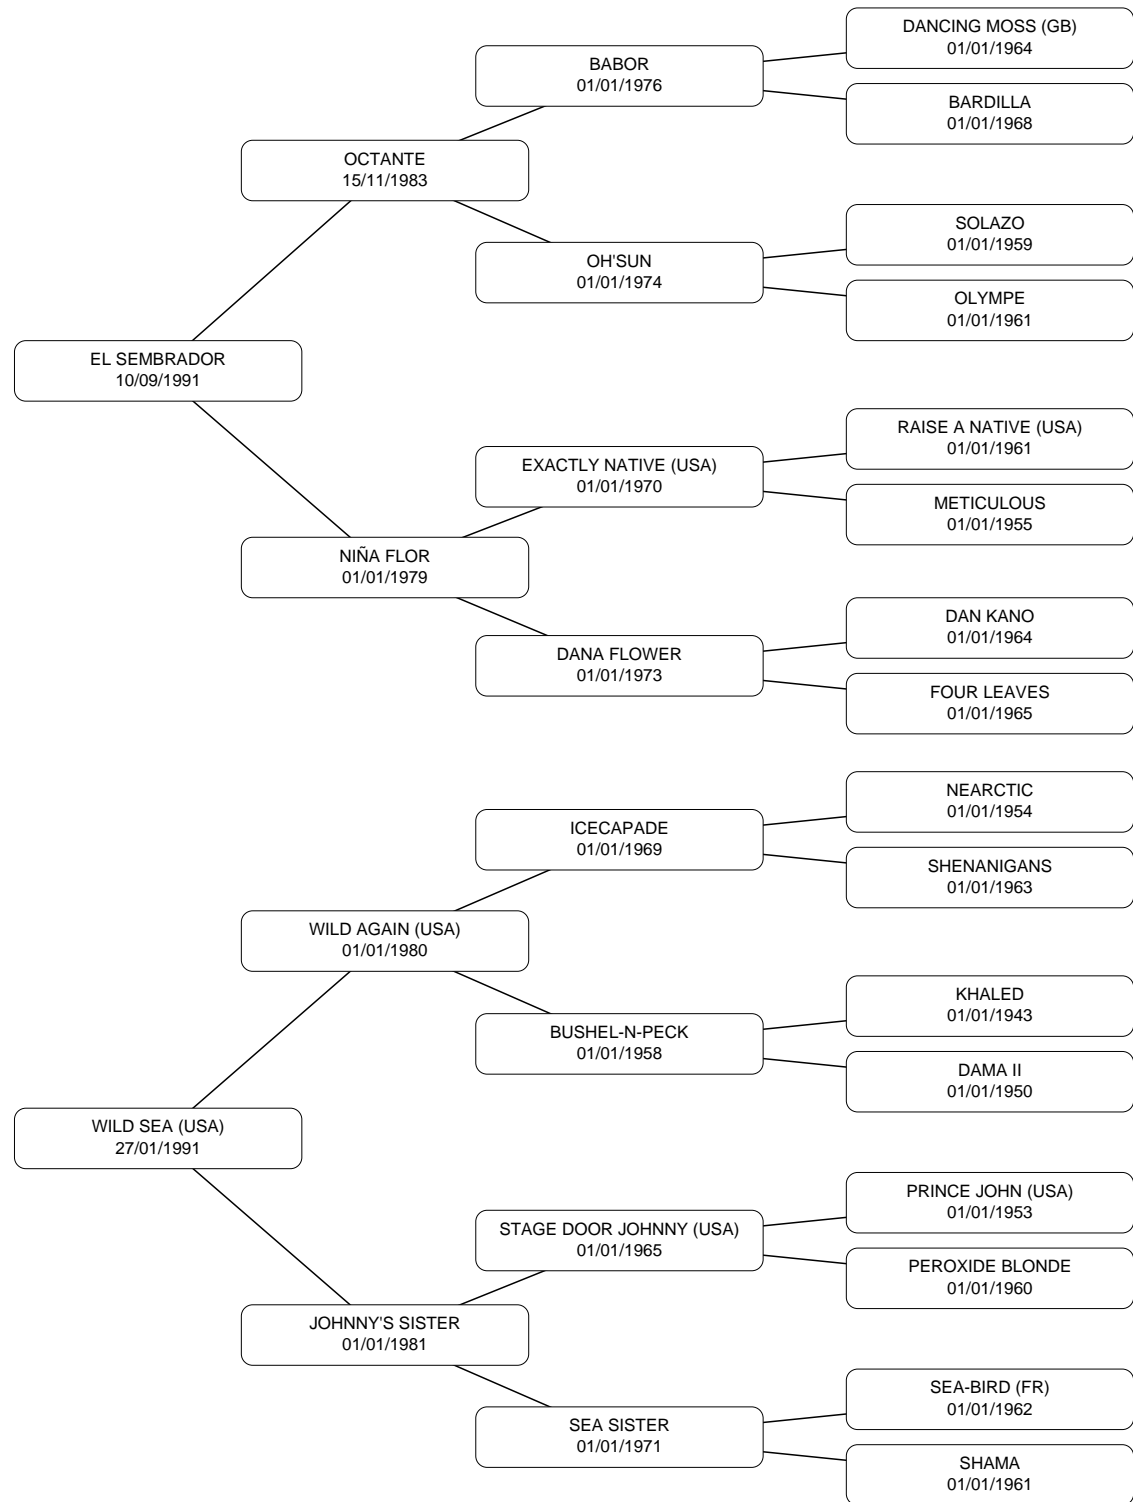 DANCING MOSS (GB)
01/01/1964
BABOR
01/01/1976
BARDILLA
01/01/1968
OCTANTE
15/11/1983
SOLAZO
01/01/1959
OH'SUN
01/01/1974
OLYMPE
01/01/1961
EL SEMBRADOR
10/09/1991
RAISE A NATIVE (USA)
01/01/1961
EXACTLY NATIVE (USA)
01/01/1970
METICULOUS
01/01/1955
NIÑA FLOR
01/01/1979
DAN KANO
01/01/1964
DANA FLOWER
01/01/1973
FOUR LEAVES
01/01/1965
NEARCTIC
01/01/1954
ICECAPADE
01/01/1969
SHENANIGANS
01/01/1963
WILD AGAIN (USA)
01/01/1980
KHALED
01/01/1943
BUSHEL-N-PECK
01/01/1958
DAMA II
01/01/1950
WILD SEA (USA)
27/01/1991
PRINCE JOHN (USA)
01/01/1953
STAGE DOOR JOHNNY (USA)
01/01/1965
PEROXIDE BLONDE
01/01/1960
JOHNNY'S SISTER
01/01/1981
SEA-BIRD (FR)
01/01/1962
SEA SISTER
01/01/1971
SHAMA
01/01/1961